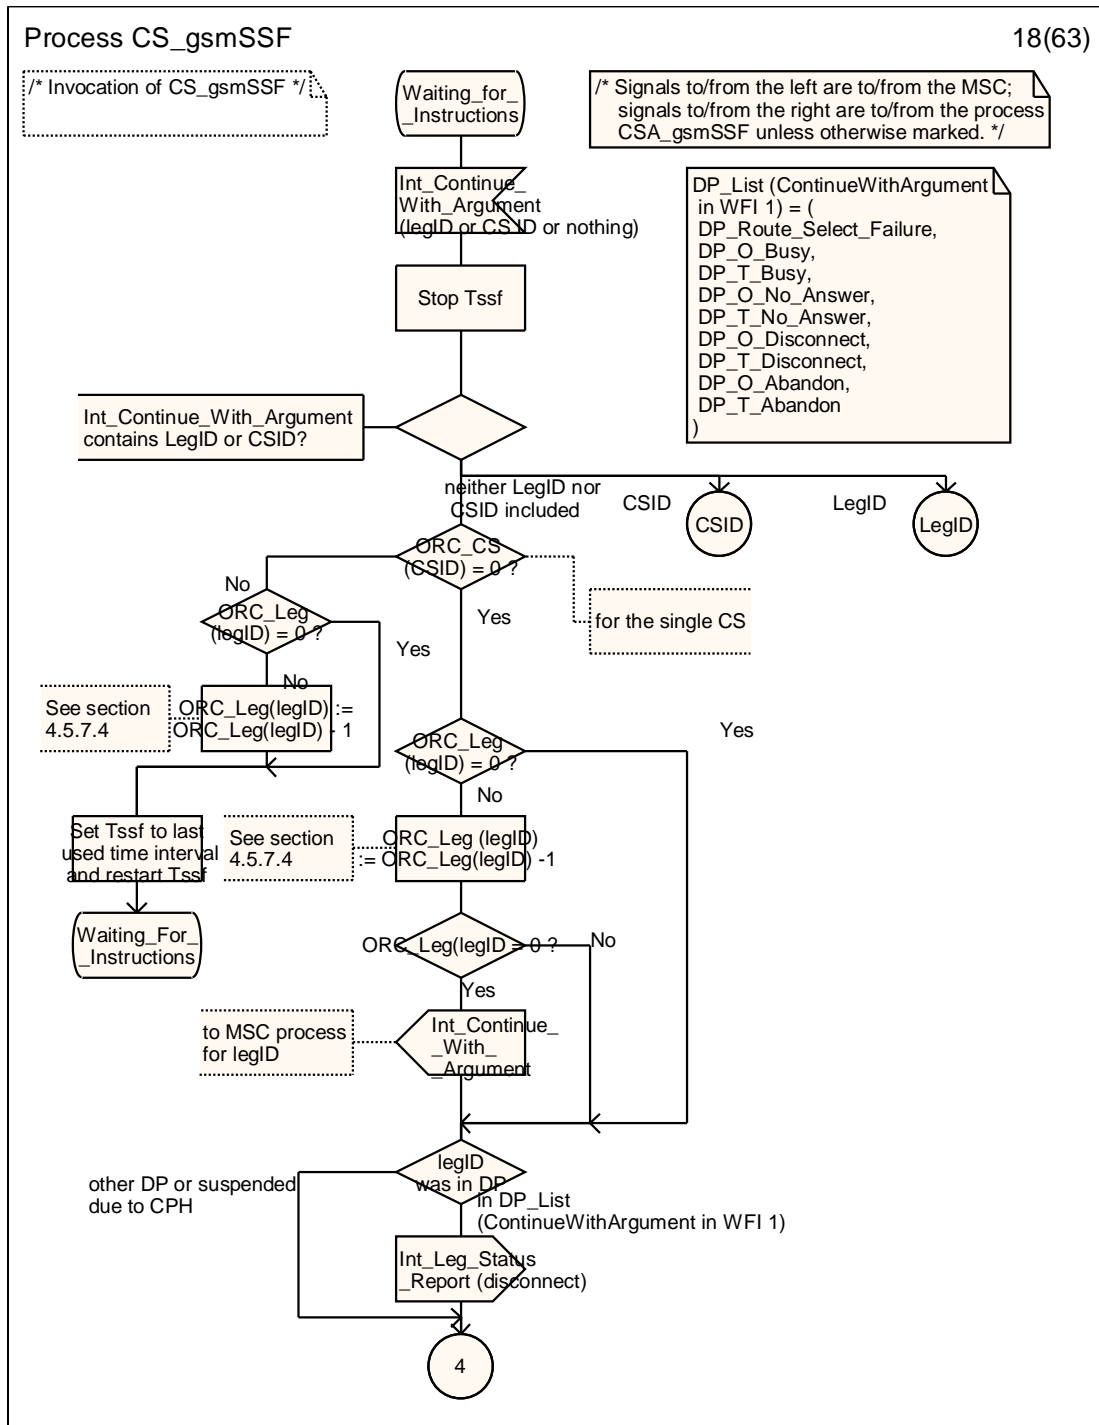 Process CS_gsmSSF
18(63)
/* Invocation of CS_gsmSSF */
Waiting_for_
_Instructions
/* Signals to/from the left are to/from the MSC;
signals to/from the right are to/from the process
CSA_gsmSSF unless otherwise marked. */
Int_Continue_
With_Argument
(legID or CS ID or nothing)
DP_List (ContinueWithArgument
in WFI 1) = (
DP_Route_Select_Failure,
DP_O_Busy,
DP_T_Busy,
DP_O_No_Answer,
DP_T_No_Answer,
DP_O_Disconnect,
DP_T_Disconnect,
DP_O_Abandon,
DP_T_Abandon
)
Stop Tssf
Int_Continue_With_Argument
contains LegID or CSID?
neither LegID nor
CSID included
CSID
CSID
LegID
LegID
ORC_CS
(CSID) = 0 ?
No
Yes
for the single CS
ORC_Leg
(legID) = 0 ?
Yes
No
See section
4.5.7.4
ORC_Leg(legID) :=
ORC_Leg(legID) - 1
ORC_Leg
(legID) = 0 ?
Yes
No
Set Tssf to last
used time interval
and restart Tssf
See section
4.5.7.4
ORC_Leg (legID)
:= ORC_Leg(legID) -1
Waiting_For_
_Instructions
ORC_Leg(legID = 0 ?
No
Yes
to MSC process
for legID
Int_Continue_
_With_
_Argument
legID
was in DP
other DP or suspended
due to CPH
in DP_List
(ContinueWithArgument in WFI 1)
Int_Leg_Status
_Report (disconnect)
4